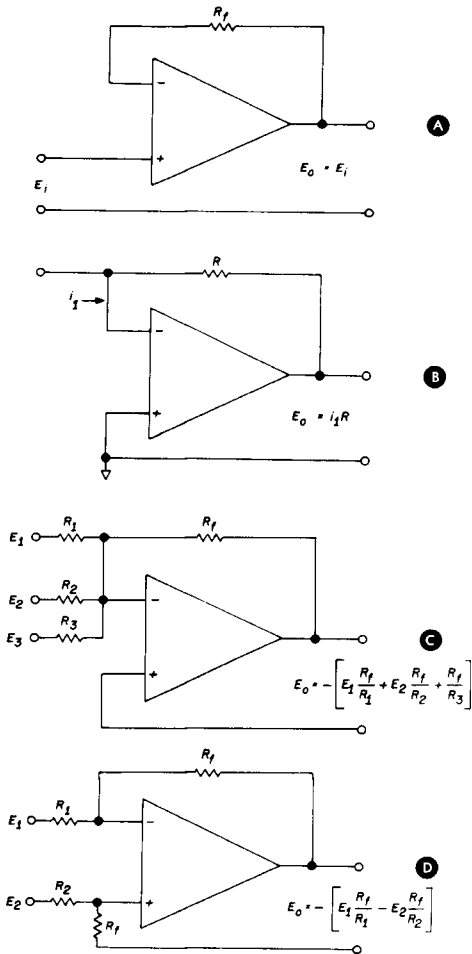 R_f
-
+
E_i
E_o = E_i
A
R
i_1
-
+
E_o = i_1R
B
E_1
R_1
R_f
E_2
R_2
E_3
R_3
-
+
C
E_o = -[E_1 R_f/R_1 + E_2 R_f/R_2 + R_f/R_3]
R_f
E_1
R_1
-
E_2
R_2
+
R_f
D
E_o = -[E_1 R_f/R_1 - E_2 R_f/R_2]